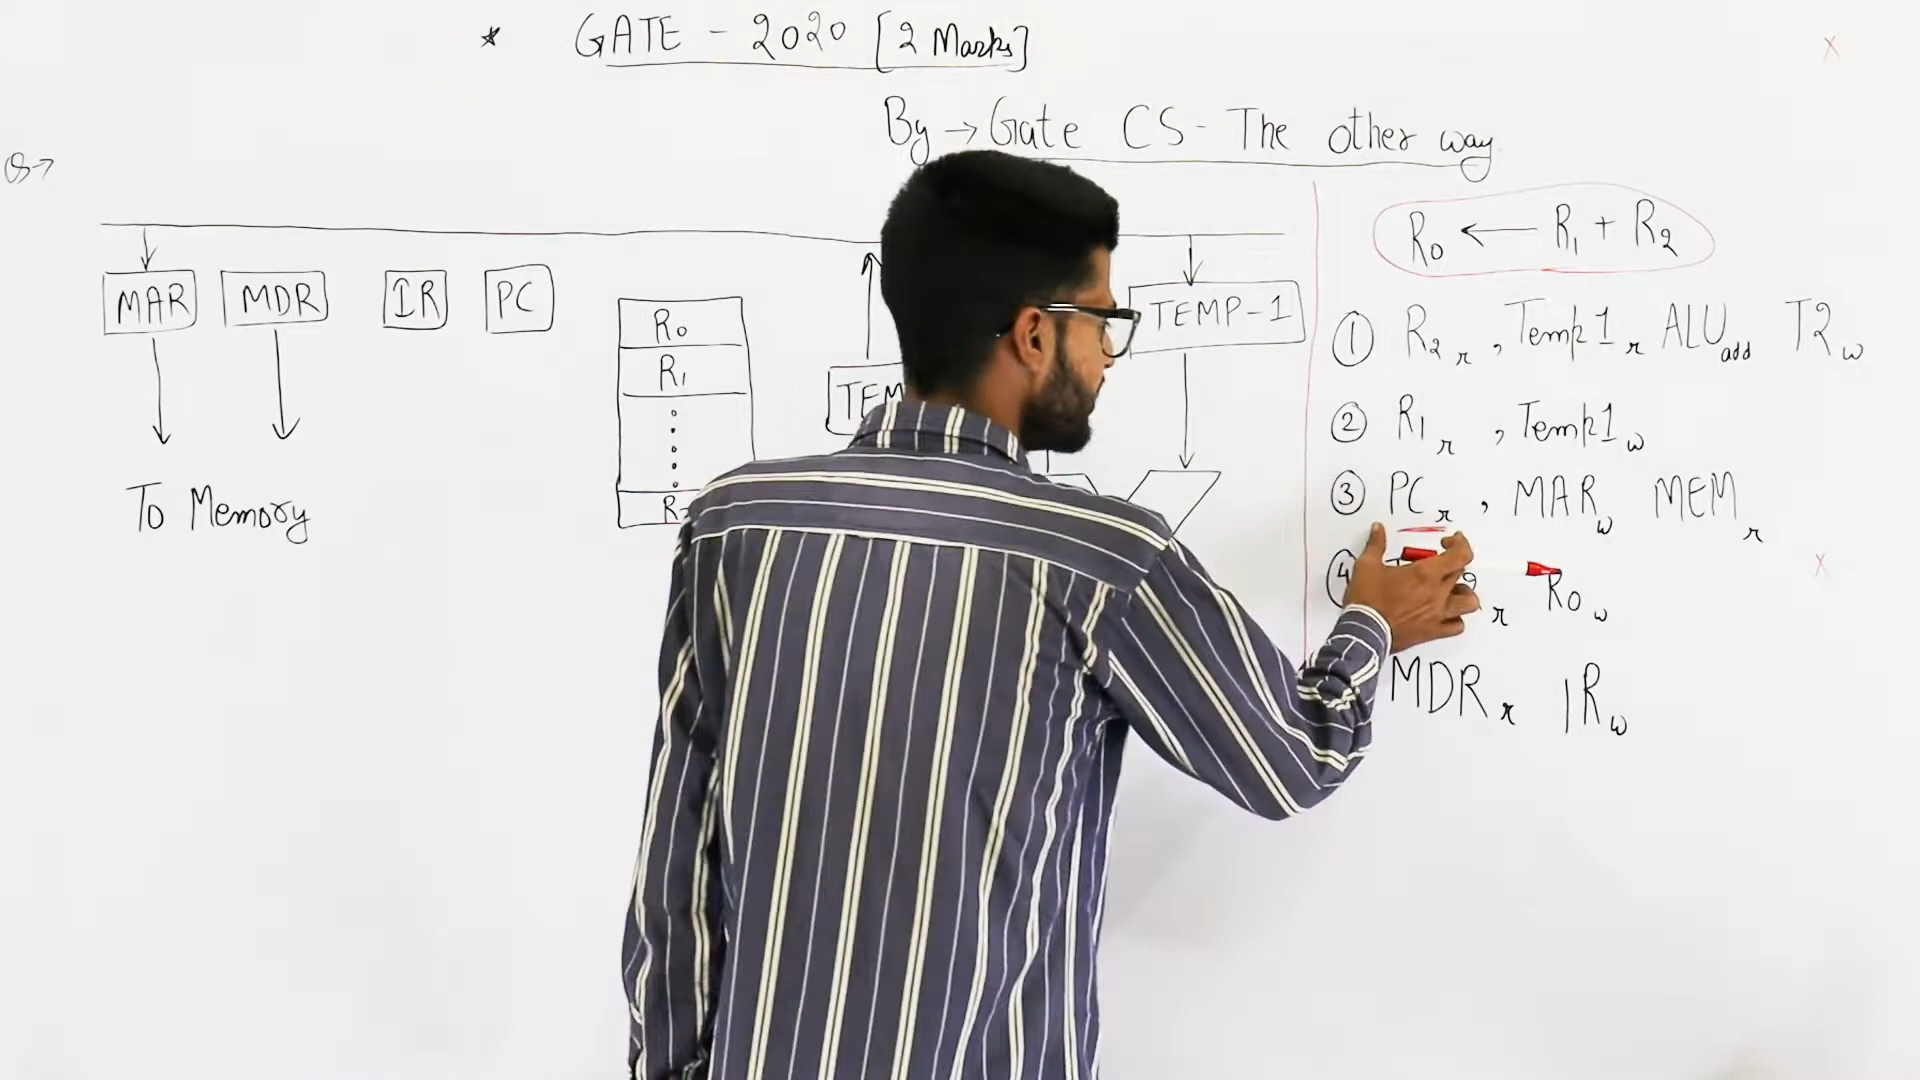 * GATE - 2020 [2 Marks]
By → Gate CS - The other way
Q→
R0 ← R1 + R2
MAR MDR IR PC
R0
R1
TEMP-1
① R2r , Temp1r ALUadd T2w
② R1r , Temp1w
③ PCr , MARw MEMr
④ r R0w
MDRr IRw
To Memory